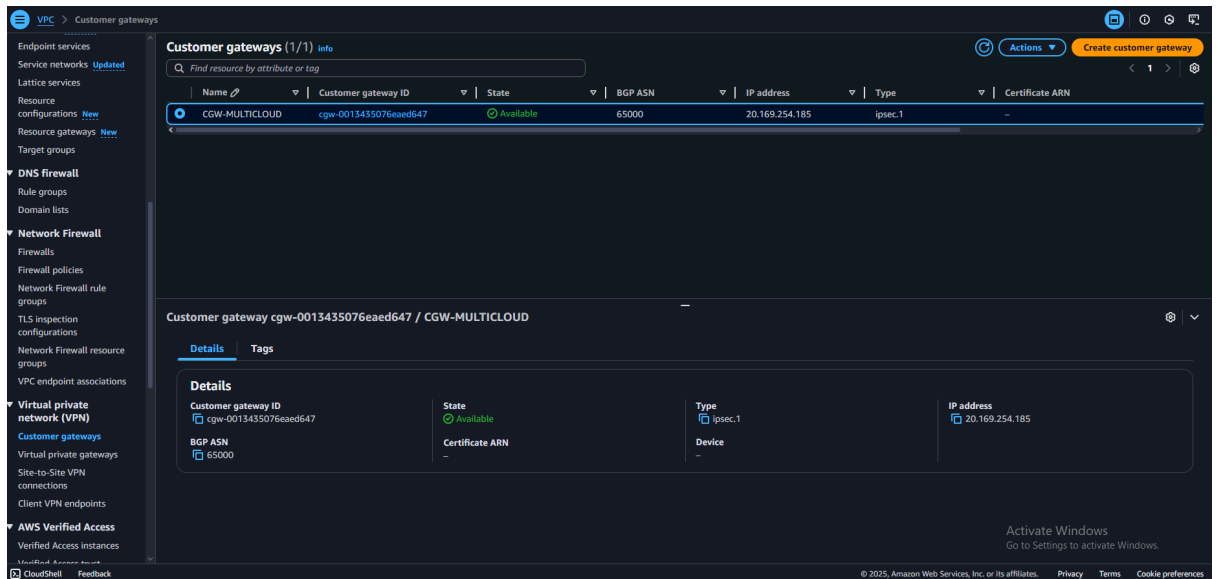 VPC > Customer gateways
Endpoint services
Service networks Updated
Lattice services
Resource
configurations New
Resource gateways New
Target groups
DNS firewall
Rule groups
Domain lists
Network Firewall
Firewalls
Firewall policies
Network Firewall rule
groups
TLS inspection
configurations
Network Firewall resource
groups
VPC endpoint associations
Virtual private
network (VPN)
Customer gateways
Virtual private gateways
Site-to-Site VPN
connections
Client VPN endpoints
AWS Verified Access
Verified Access instances
Verified Access trust
Customer gateways (1/1) Info
Actions
Create customer gateway
Find resource by attribute or tag
1
Name Customer gateway ID State BGP ASN IP address Type Certificate ARN
CGW-MULTICLOUD cgw-0013435076eaed647 Available 65000 20.169.254.185 ipsec.1 –
Customer gateway cgw-0013435076eaed647 / CGW-MULTICLOUD
Details Tags
Details
Customer gateway ID State Type IP address
cgw-0013435076eaed647 Available ipsec.1 20.169.254.185
BGP ASN Certificate ARN Device
65000 – –
Activate Windows
Go to Settings to activate Windows.
CloudShell Feedback © 2025, Amazon Web Services, Inc. or its affiliates. Privacy Terms Cookie preferences